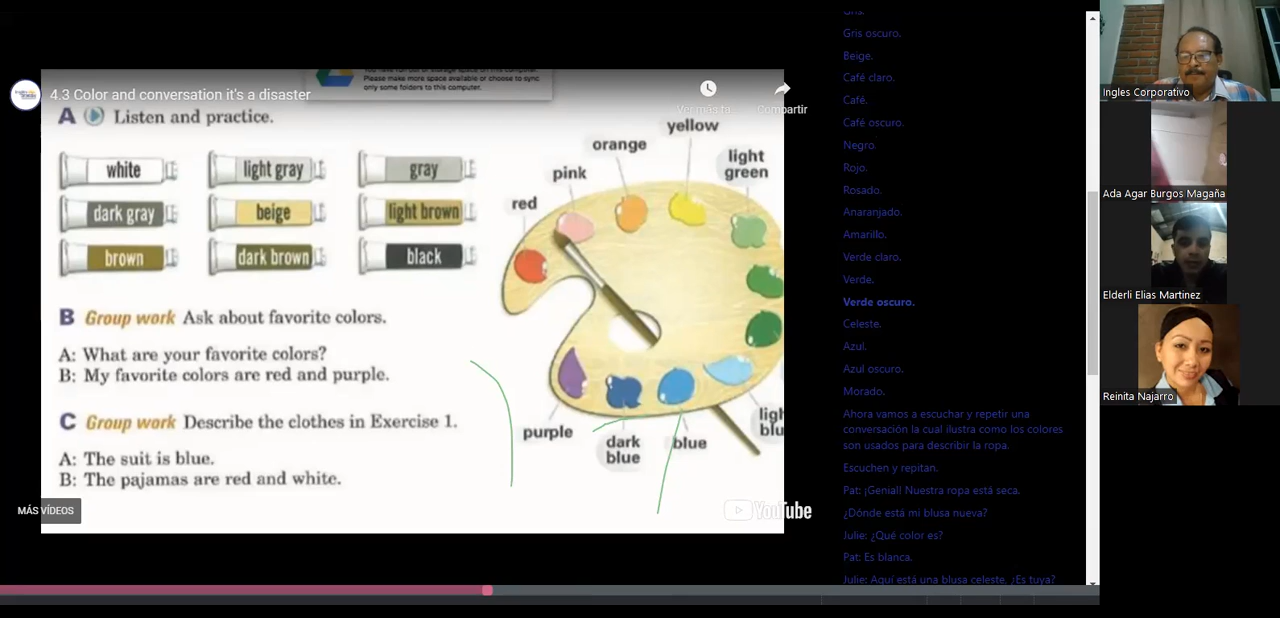 Please make more space available or choose to sync
only some folders to this computer.
4.3 Color and conversation it's a disaster
Compartir
A Listen and practice.
white
light gray
gray
dark gray
beige
light brown
brown
dark brown
black
red
pink
orange
yellow
light
green
purple
dark
blue
blue
B Group work Ask about favorite colors.
A: What are your favorite colors?
B: My favorite colors are red and purple.
C Group work Describe the clothes in Exercise 1.
A: The suit is blue.
B: The pajamas are red and white.
MÁS VÍDEOS
YouTube
Gris.
Gris oscuro.
Beige.
Café claro.
Café.
Café oscuro.
Negro.
Rojo.
Rosado.
Anaranjado.
Amarillo.
Verde claro.
Verde.
Verde oscuro.
Celeste.
Azul.
Azul oscuro.
Morado.
Ahora vamos a escuchar y repetir una
conversación la cual ilustra como los colores
son usados para describir la ropa.
Escuchen y repitan.
Pat: ¡Genial! Nuestra ropa está seca.
¿Dónde está mi blusa nueva?
Julie: ¿Qué color es?
Pat: Es blanca.
Julie: Aquí está una blusa celeste. ¿Es tuya?
Ingles Corporativo
Ada Agar Burgos Magaña
Elderli Elias Martinez
Reinita Najarro